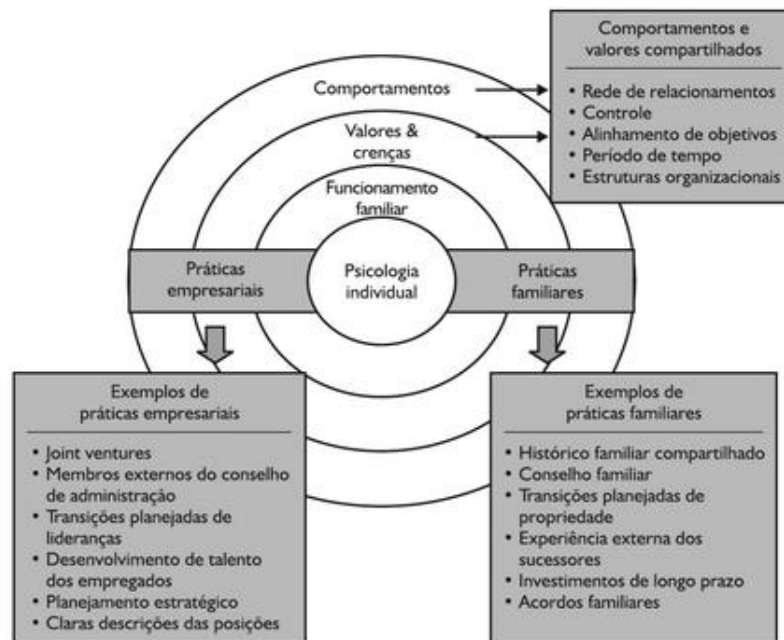 Comportamentos e
valores compartilhados
• Rede de relacionamentos
• Controle
• Alinhamento de objetivos
• Período de tempo
• Estruturas organizacionais
Comportamentos
Valores &
crenças
Funcionamento
familiar
Práticas
empresariais
Psicologia
individual
Práticas
familiares
Exemplos de
práticas empresariais
• Joint ventures
• Membros externos do conselho
de administração
• Transições planejadas de
lideranças
• Desenvolvimento de talento
dos empregados
• Planejamento estratégico
• Claras descrições das posições
Exemplos de
práticas familiares
• Histórico familiar compartilhado
• Conselho familiar
• Transições planejadas de
propriedade
• Experiência externa dos
sucessores
• Investimentos de longo prazo
• Acordos familiares